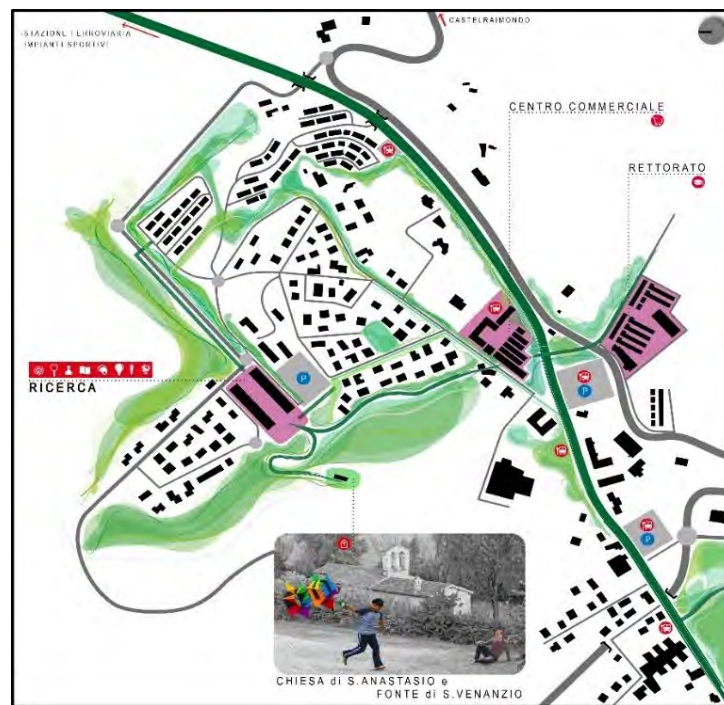 -STAZIONE FERROVIARIA
IMPIANTI SPORTIVI
CASTELRAIMONDO
CENTRO COMMERCIALE
RETTORATO
RICERCA
P
P
P
CHIESA di S.ANASTASIO e
FONTE di S.VENANZIO